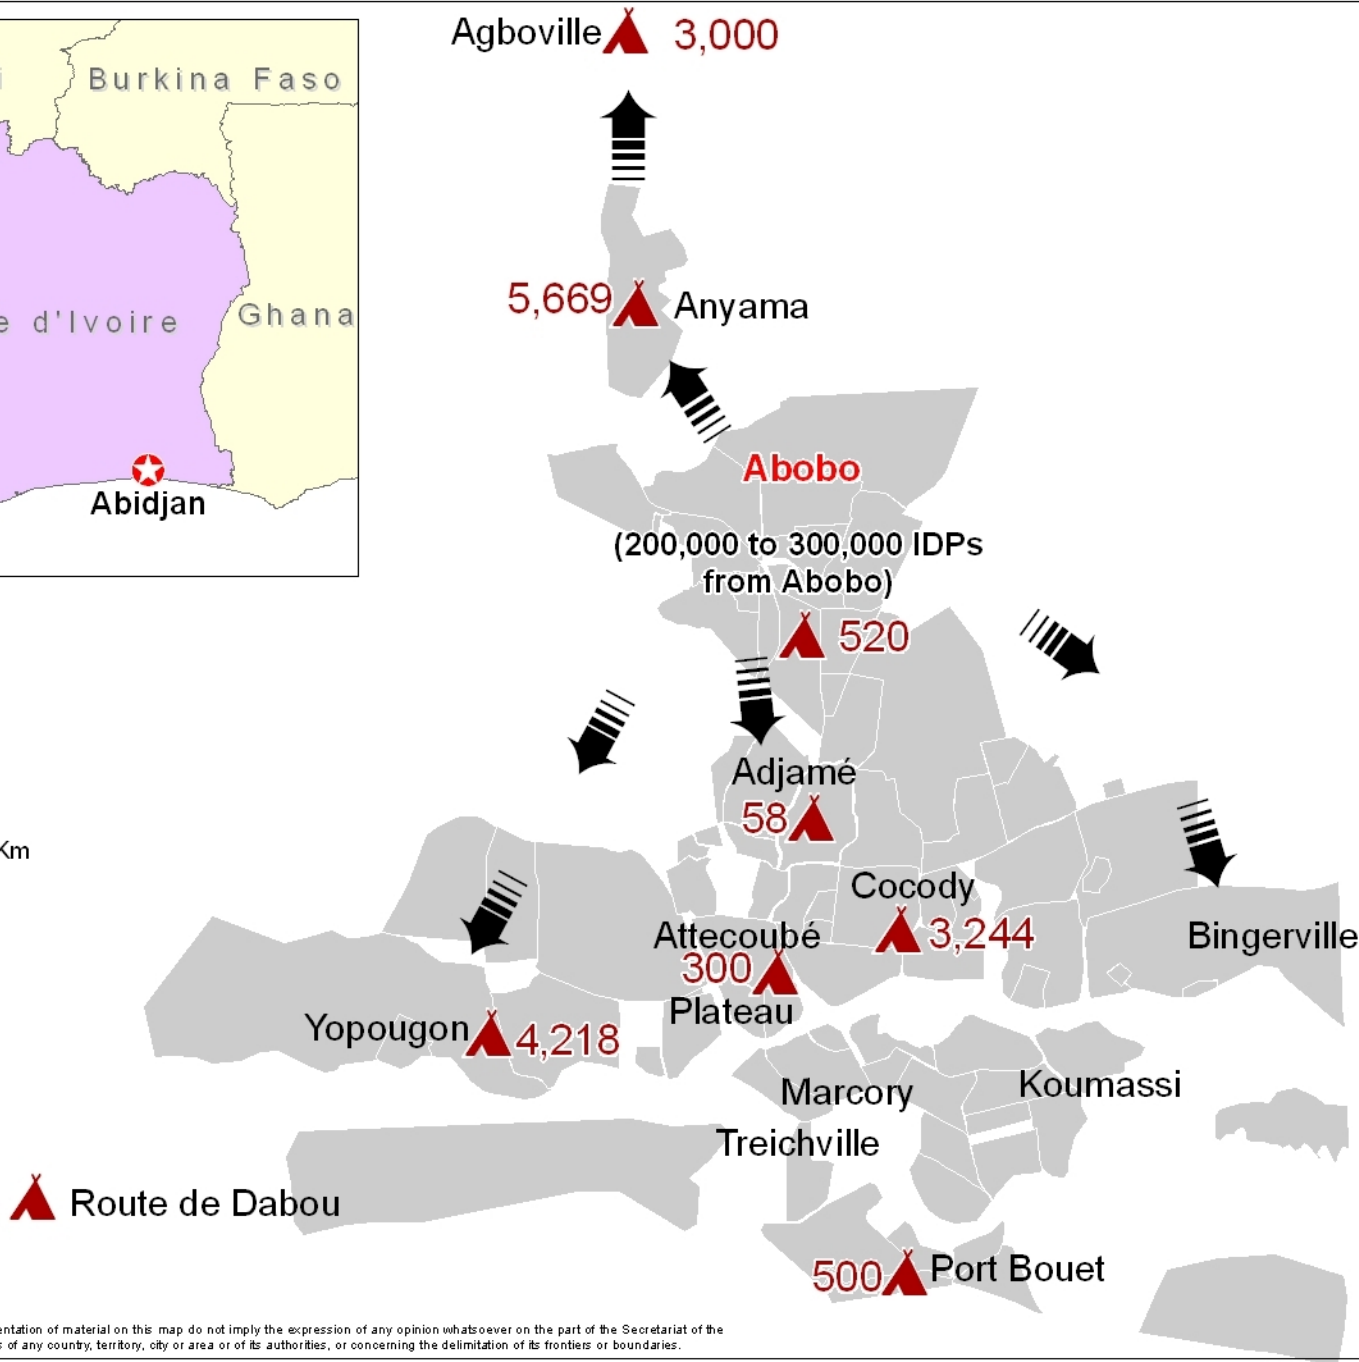 Agboville 3,000
i
Burkina Faso
e d'Ivoire
Ghana
Abidjan
5,669 Anyama
Abobo
(200,000 to 300,000 IDPs
from Abobo)
520
Adjamé
58
Km
Cocody
3,244
Attecoubé
300
Bingerville
Plateau
Yopougon 4,218
Marcory
Koumassi
Treichville
Route de Dabou
500 Port Bouet
entation of material on this map do not imply the expression of any opinion whatsoever on the part of the Secretariat of the
s of any country, territory, city or area or of its authorities, or concerning the delimitation of its frontiers or boundaries.